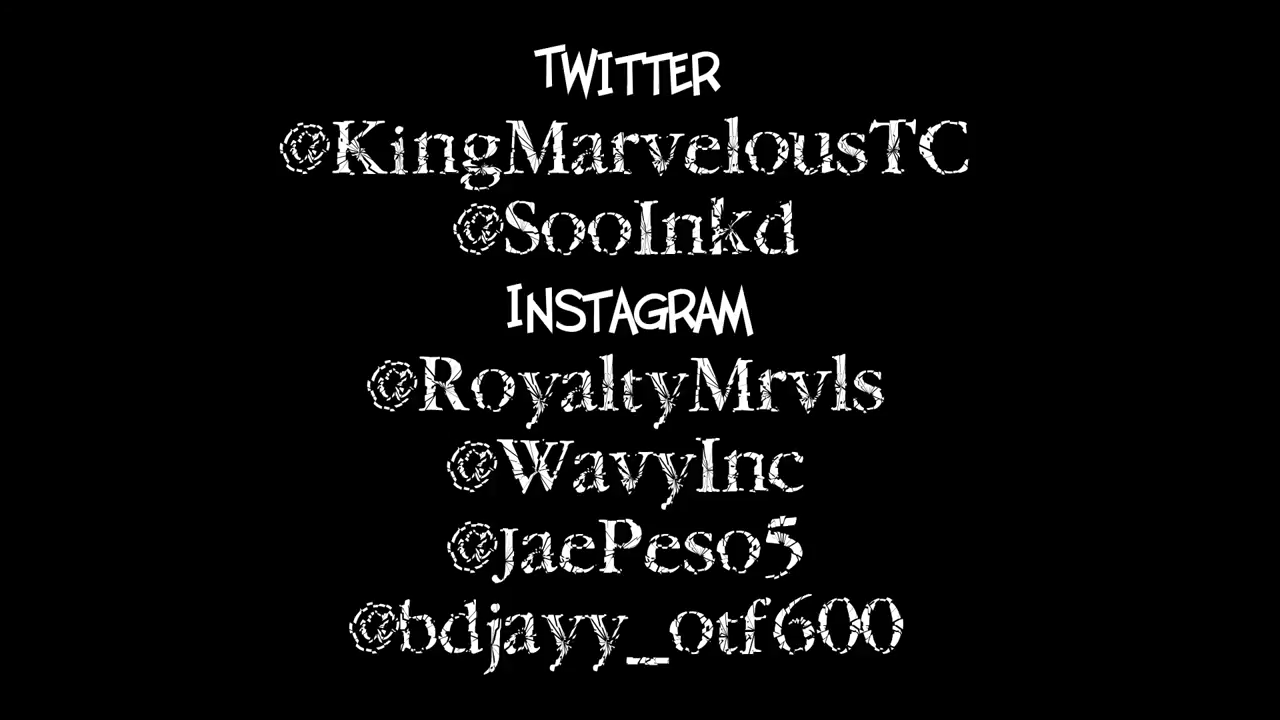 TWITTER
@KingMarvelousTC
@SooInkd
INSTAGRAM
@RoyaltyMrvls
@WavyInc
@JaePeso5
@bdjayy_otf600